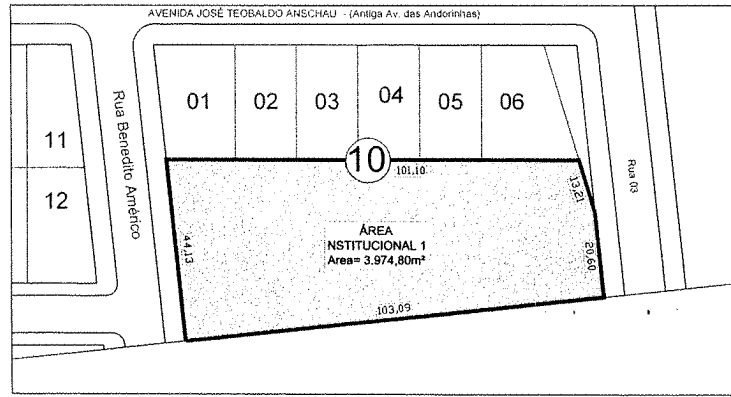 AVENIDA JOSÉ TEOBALDO ANSCHAU - (Antiga Av. das Andorinhas)
Rua Benedito Américo
01
02
03
04
05
06
11
12
10
101,10
13,21
Rua 03
44,13
ÁREA
NSTITUCIONAL 1
Area= 3.974,80m²
20,60
103,09